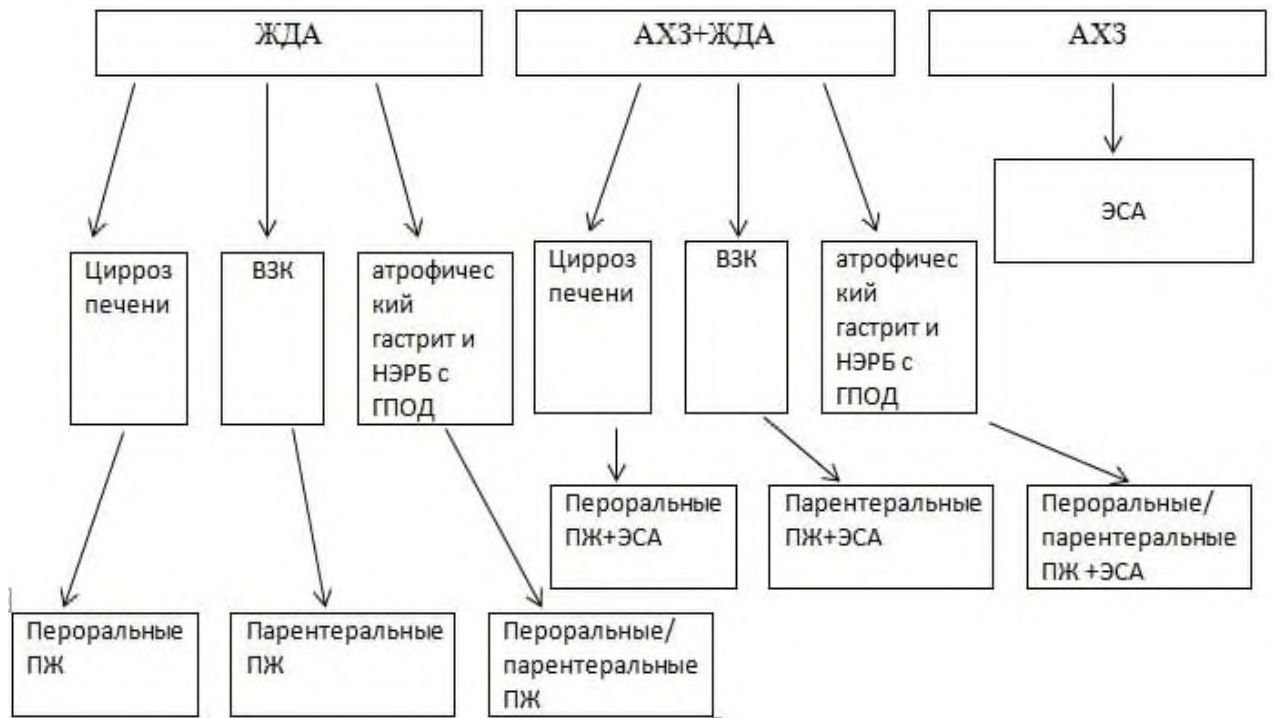 ЖДА
АХЗ+ЖДА
АХЗ
ЭСА
Цирроз
печени
ВЗК
атрофичес
кий
гастрит и
НЭРБ с
ГПОД
Цирроз
печени
ВЗК
атрофичес
кий
гастрит и
НЭРБ с
ГПОД
Пероральные
ПЖ+ЭСА
Парентеральные
ПЖ+ЭСА
Пероральные/
парентеральные
ПЖ +ЭСА
Пероральные
ПЖ
Парентеральные
ПЖ
Пероральные/
парентеральные
ПЖ